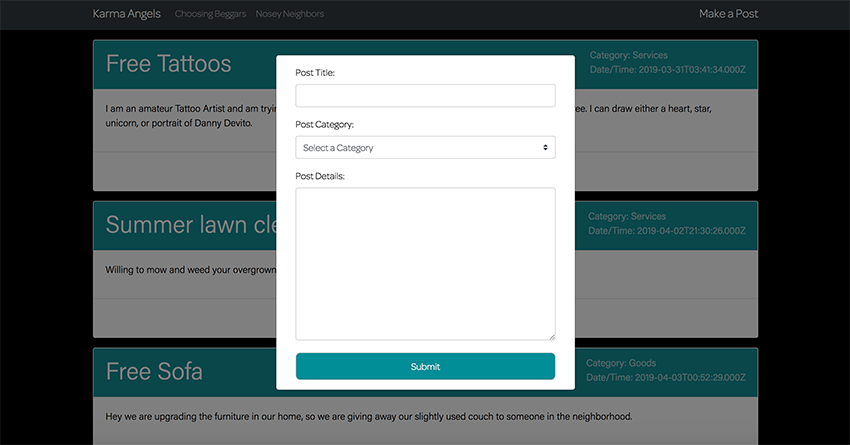 Karma Angels Choosing Beggars Nosey Neighbors Make a Post
Free Tattoos
Category: Services
Date/Time: 2019-03-31T03:41:34.000Z
I am an amateur Tattoo Artist and am ree. I can draw either a heart, star,
unicorn, or portrait of Danny Devito.
Post Title:
Post Category:
Select a Category
Post Details:
Submit
Summer lawn cle
Category: Services
Date/Time: 2019-04-02T21:30:26.000Z
Willing to mow and weed your overgrown
Free Sofa
Category: Goods
Date/Time: 2019-04-03T00:52:29.000Z
Hey we are upgrading the furniture in our home, so we are giving away our slightly used couch to someone in the neighborhood.